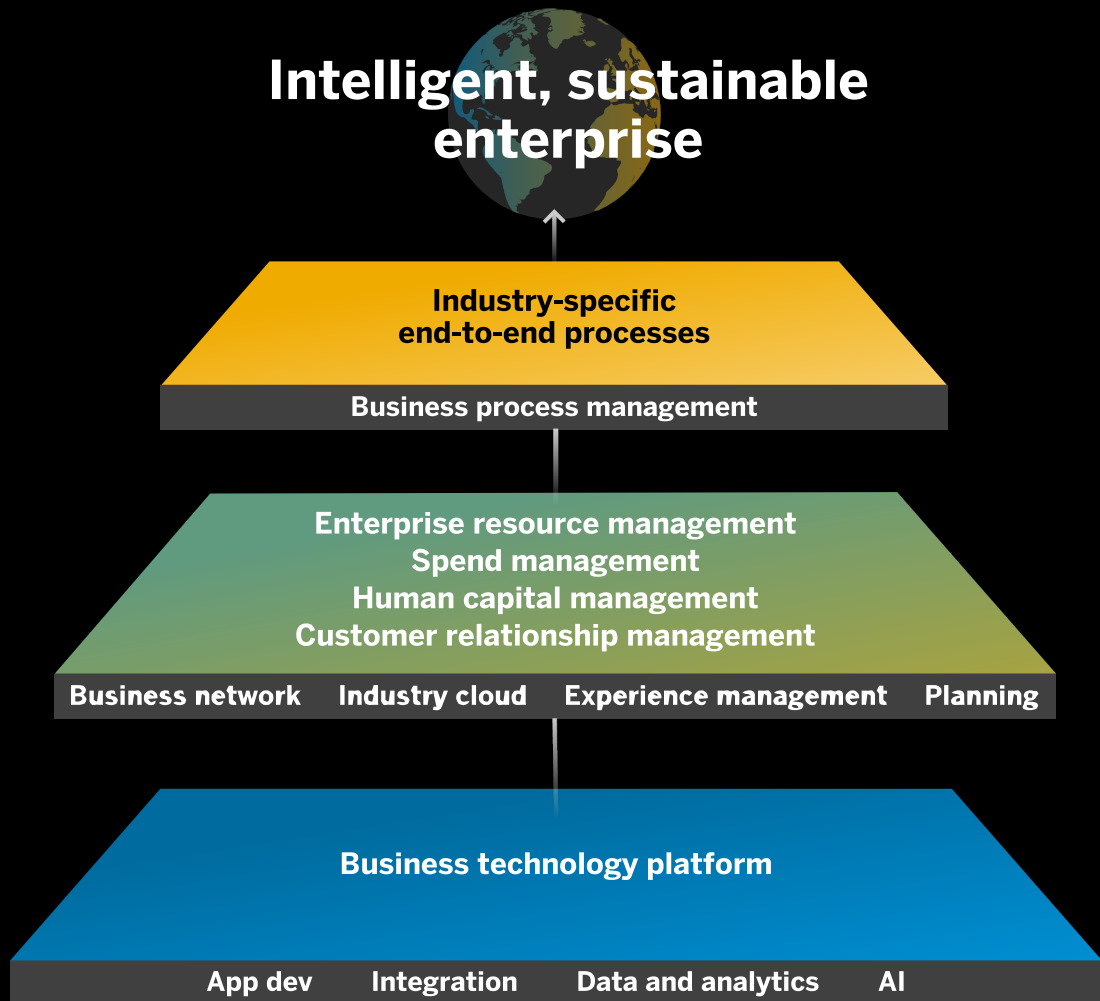 Intelligent, sustainable
enterprise
Industry-specific
end-to-end processes
Business process management
Enterprise resource management
Spend management
Human capital management
Customer relationship management
Business network Industry cloud Experience management Planning
Business technology platform
App dev Integration Data and analytics AI